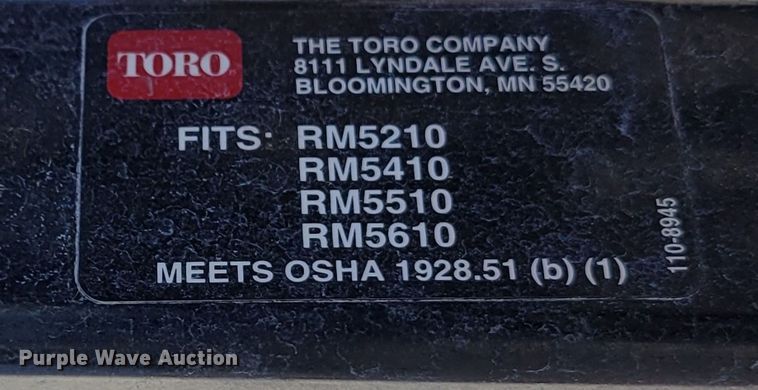 TORO
THE TORO COMPANY
8111 LYNDALE AVE. S.
BLOOMINGTON, MN 55420
FITS: RM5210
RM5410
RM5510
RM5610
MEETS OSHA 1928.51 (b) (1)
110-8945
Purple Wave Auction